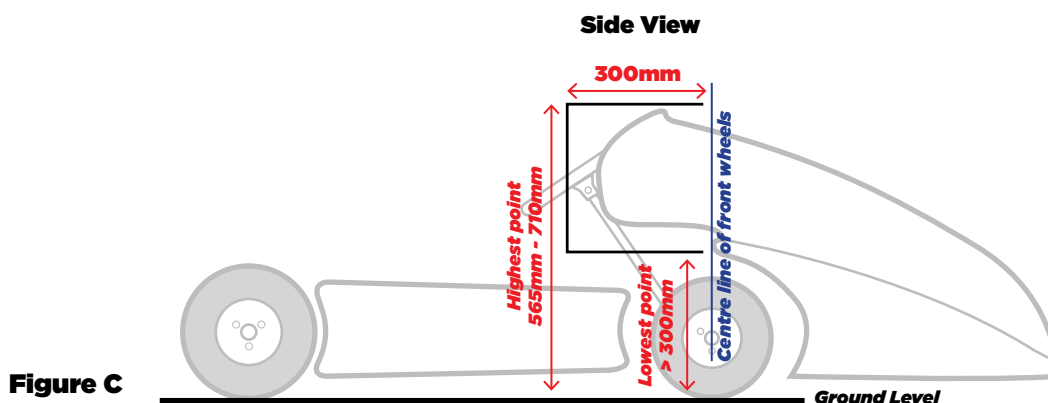 Side View
300mm
Highest point
565mm - 710mm
Lowest point
> 300mm
Centre line of front wheels
Figure C
Ground Level